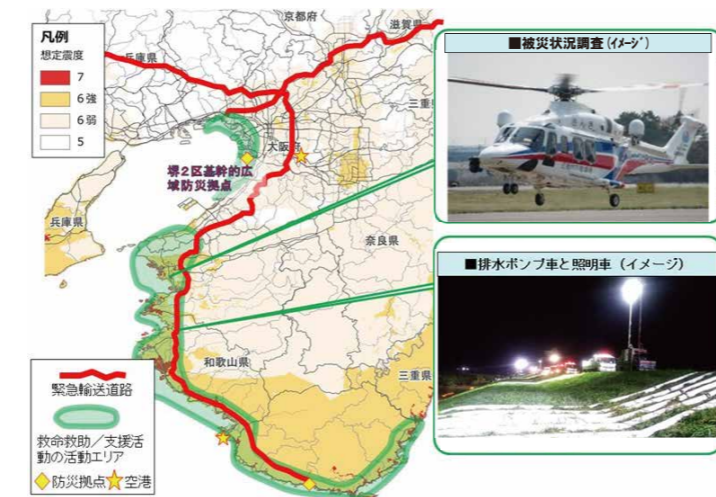 凡例
想定震度
7
6強
6弱
5
京都府
滋賀県
兵庫県
三重県
大阪府
堺2区基幹的広
域防災拠点
兵庫県
奈良県
和歌山県
三重県
緊急輸送道路
救命救助／支援活
動の活動エリア
防災拠点 空港
■被災状況調査(ｲﾒｰｼﾞ)
■排水ポンプ車と照明車（イメージ）